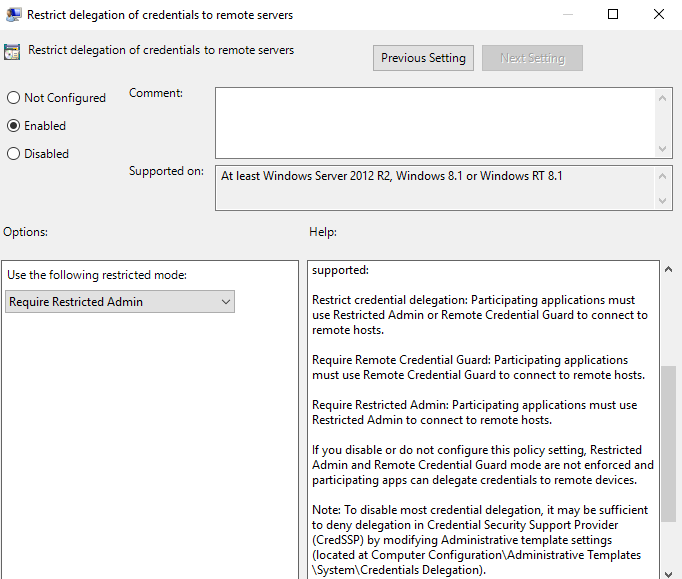 Restrict delegation of credentials to remote servers
Restrict delegation of credentials to remote servers
Previous Setting
Next Setting
Not Configured
Comment:
Enabled
Disabled
Supported on:
At least Windows Server 2012 R2, Windows 8.1 or Windows RT 8.1
Options:
Help:
Use the following restricted mode:
Require Restricted Admin
supported:
Restrict credential delegation: Participating applications must
use Restricted Admin or Remote Credential Guard to connect to
remote hosts.
Require Remote Credential Guard: Participating applications
must use Remote Credential Guard to connect to remote hosts.
Require Restricted Admin: Participating applications must use
Restricted Admin to connect to remote hosts.
If you disable or do not configure this policy setting, Restricted
Admin and Remote Credential Guard mode are not enforced and
participating apps can delegate credentials to remote devices.
Note: To disable most credential delegation, it may be sufficient
to deny delegation in Credential Security Support Provider
(CredSSP) by modifying Administrative template settings
(located at Computer Configuration\Administrative Templates
\System\Credentials Delegation).